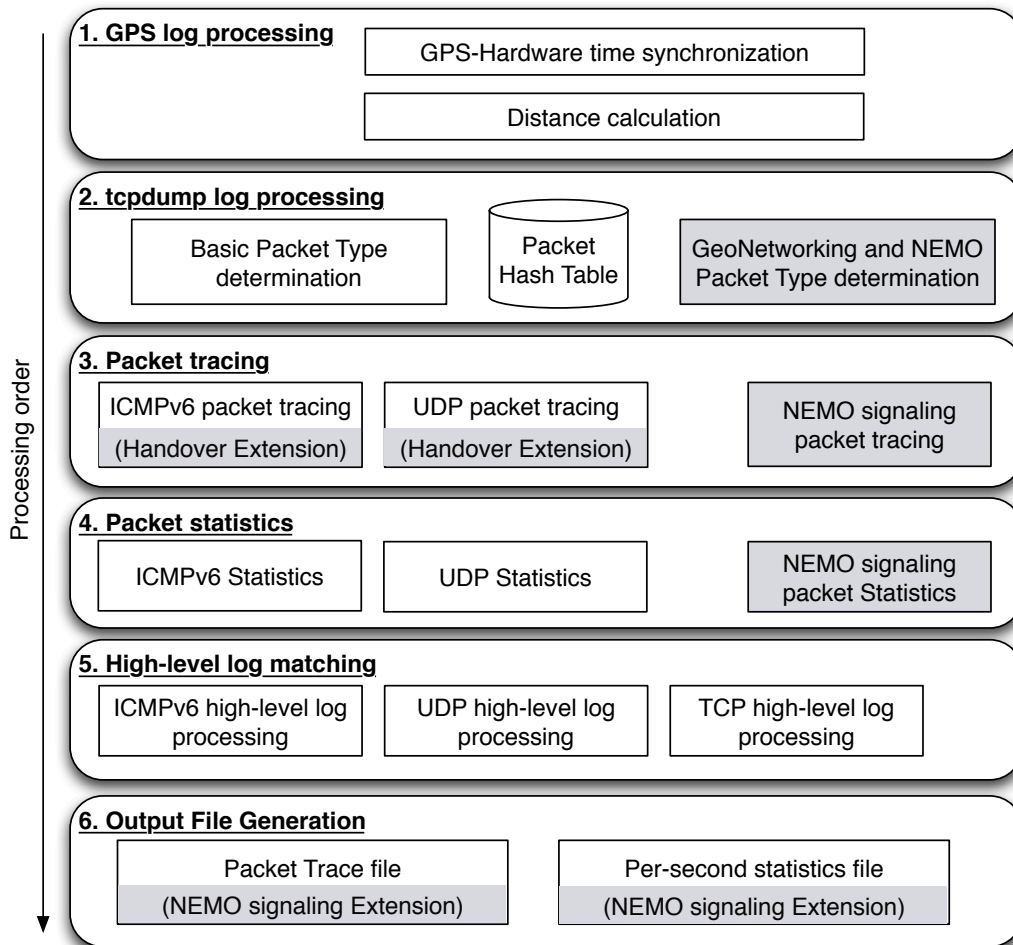 Processing order
1. GPS log processing
GPS-Hardware time synchronization
Distance calculation
2. tcpdump log processing
Basic Packet Type
determination
Packet
Hash Table
GeoNetworking and NEMO
Packet Type determination
3. Packet tracing
ICMPv6 packet tracing
(Handover Extension)
UDP packet tracing
(Handover Extension)
NEMO signaling
packet tracing
4. Packet statistics
ICMPv6 Statistics
UDP Statistics
NEMO signaling
packet Statistics
5. High-level log matching
ICMPv6 high-level log
processing
UDP high-level log
processing
TCP high-level log
processing
6. Output File Generation
Packet Trace file
(NEMO signaling Extension)
Per-second statistics file
(NEMO signaling Extension)